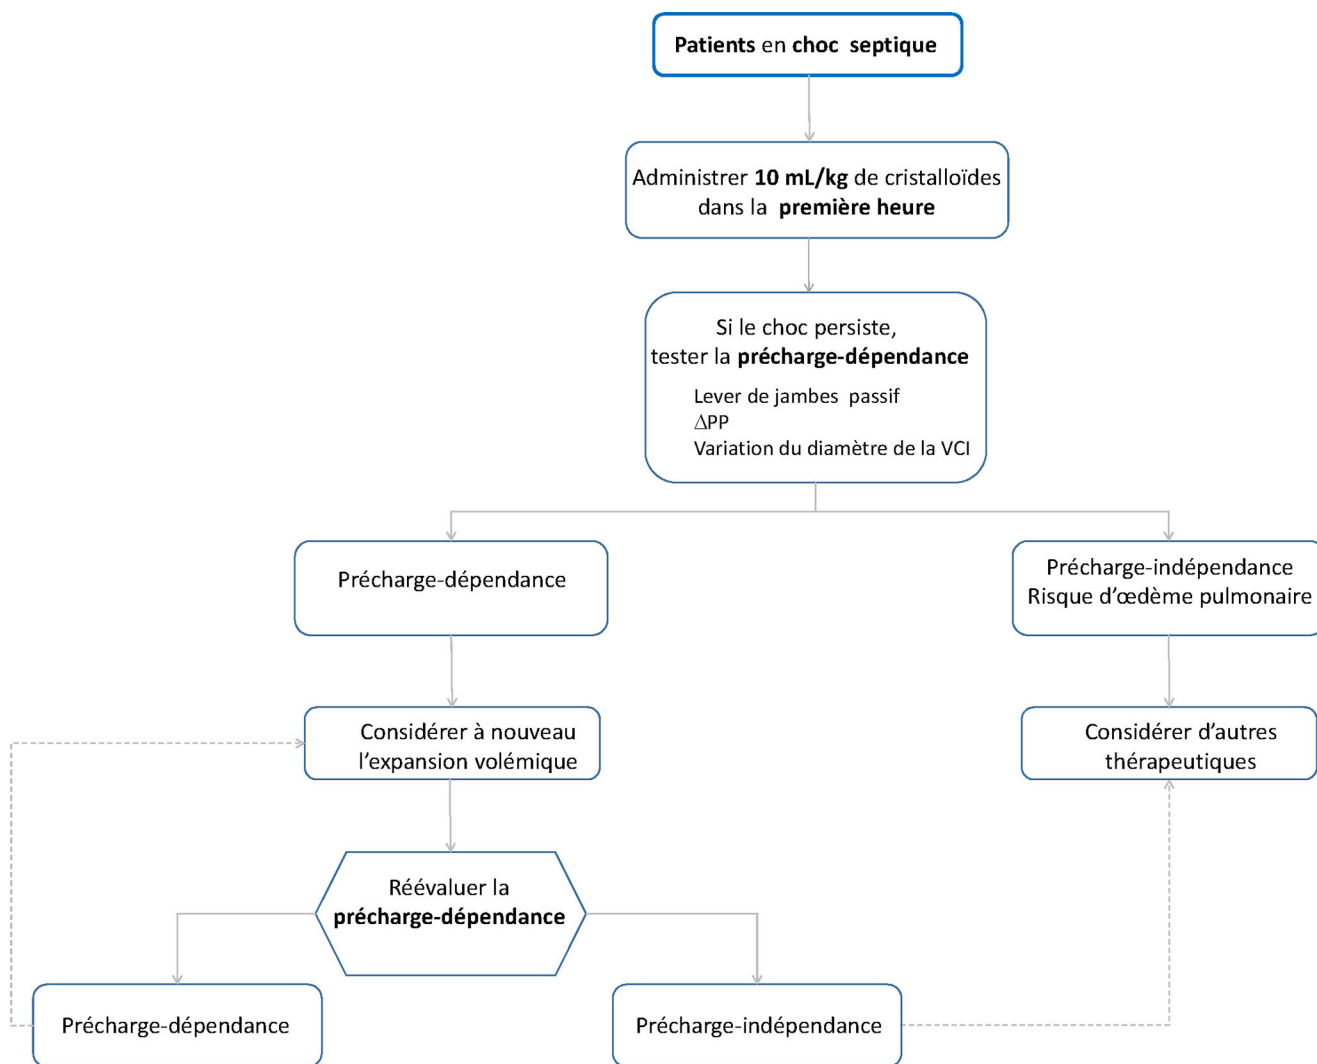 Patients en choc septique
Administrer 10 mL/kg de cristalloïdes
dans la première heure
Si le choc persiste,
tester la précharge-dépendance
Lever de jambes passif
∆PP
Variation du diamètre de la VCI
Précharge-dépendance
Précharge-indépendance
Risque d’œdème pulmonaire
Considérer à nouveau
l’expansion volémique
Considérer d’autres
thérapeutiques
Réévaluer la
précharge-dépendance
Précharge-dépendance
Précharge-indépendance